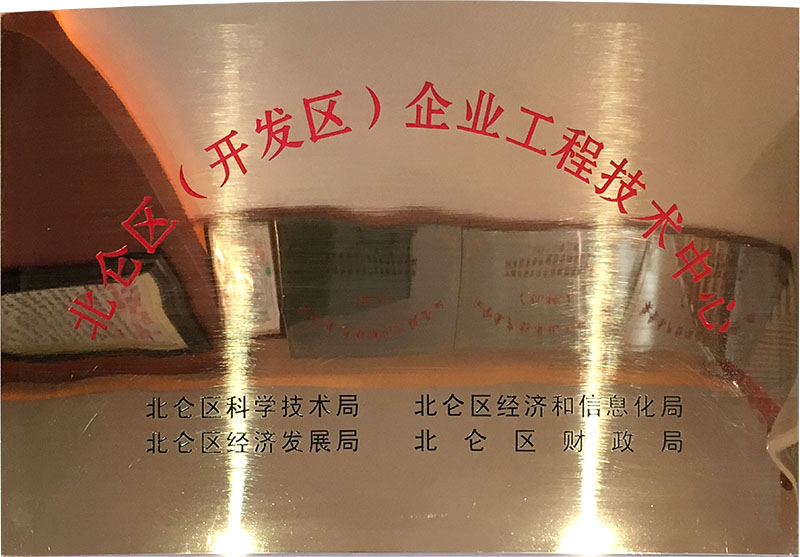 北仑区（开发区）企业工程技术中心
北仑区科学技术局 北仑区经济和信息化局
北仑区经济发展局 北仑区财政局